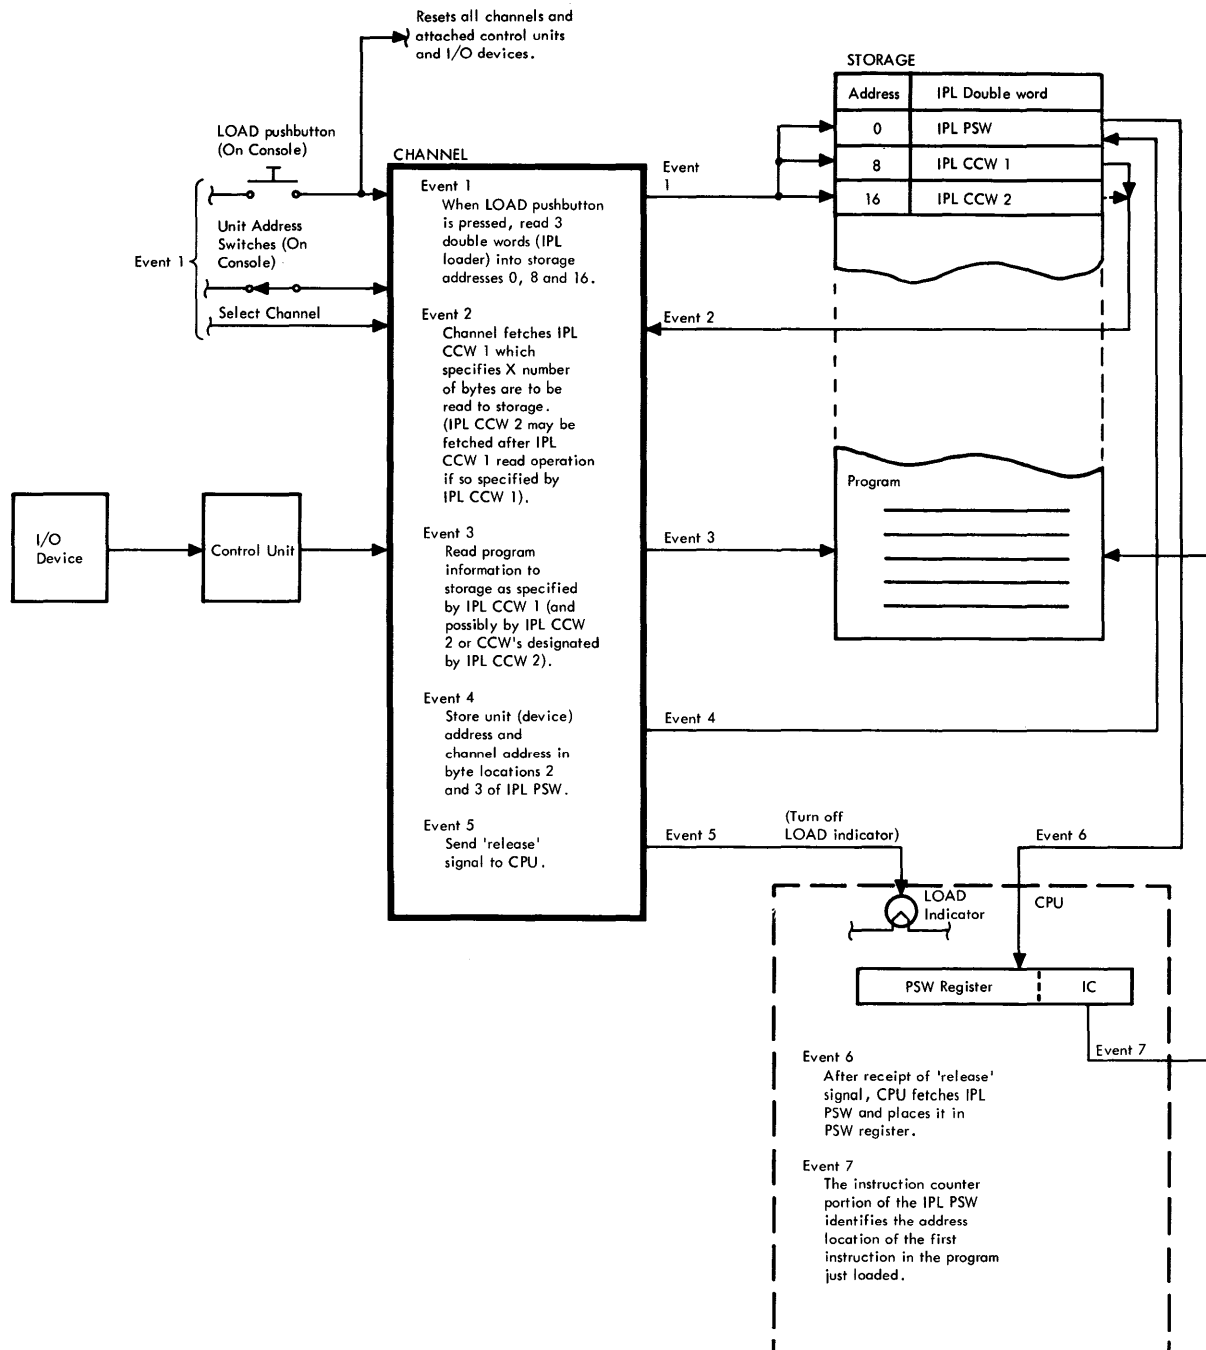 Resets all channels and
attached control units
and I/O devices.
LOAD pushbutton
(On Console)
Event 1
Unit Address
Switches (On
Console)
Select Channel
I/O
Device
Control Unit
CHANNEL
Event 1
When LOAD pushbutton
is pressed, read 3
double words (IPL
loader) into storage
addresses 0, 8 and 16.
Event 2
Channel fetches IPL
CCW 1 which
specifies X number
of bytes are to be
read to storage.
(IPL CCW 2 may be
fetched after IPL
CCW 1 read operation
if so specified by
IPL CCW 1).
Event 3
Read program
information to
storage as specified
by IPL CCW 1 (and
possibly by IPL CCW
2 or CCW's designated
by IPL CCW 2).
Event 4
Store unit (device)
address and
channel address in
byte locations 2
and 3 of IPL PSW.
Event 5
Send 'release'
signal to CPU.
Event
1
STORAGE
Address IPL Double word
0 IPL PSW
8 IPL CCW 1
16 IPL CCW 2
Event 2
Program
Event 3
Event 4
Event 5
(Turn off
LOAD indicator)
Event 6
LOAD
Indicator
CPU
PSW Register IC
Event 7
Event 6
After receipt of 'release'
signal, CPU fetches IPL
PSW and places it in
PSW register.
Event 7
The instruction counter
portion of the IPL PSW
identifies the address
location of the first
instruction in the program
just loaded.